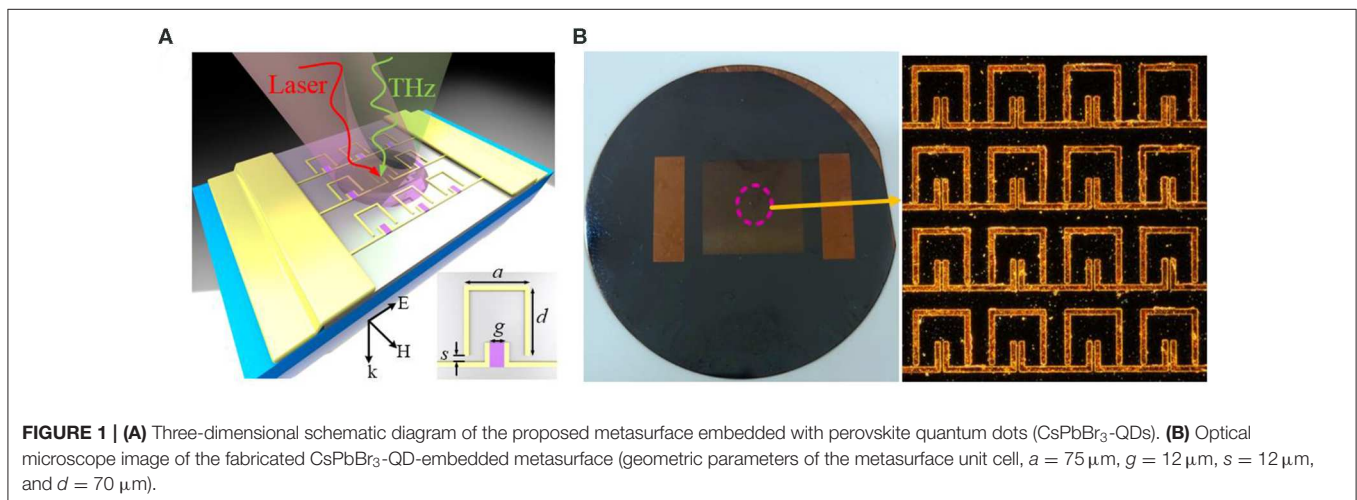 A
B
Laser
THz
E
H
k
a
d
g
s
FIGURE 1 | (A) Three-dimensional schematic diagram of the proposed metasurface embedded with perovskite quantum dots (CsPbBr₃-QDs). (B) Optical
microscope image of the fabricated CsPbBr₃-QD-embedded metasurface (geometric parameters of the metasurface unit cell, a = 75 μm, g = 12 μm, s = 12 μm,
and d = 70 μm).